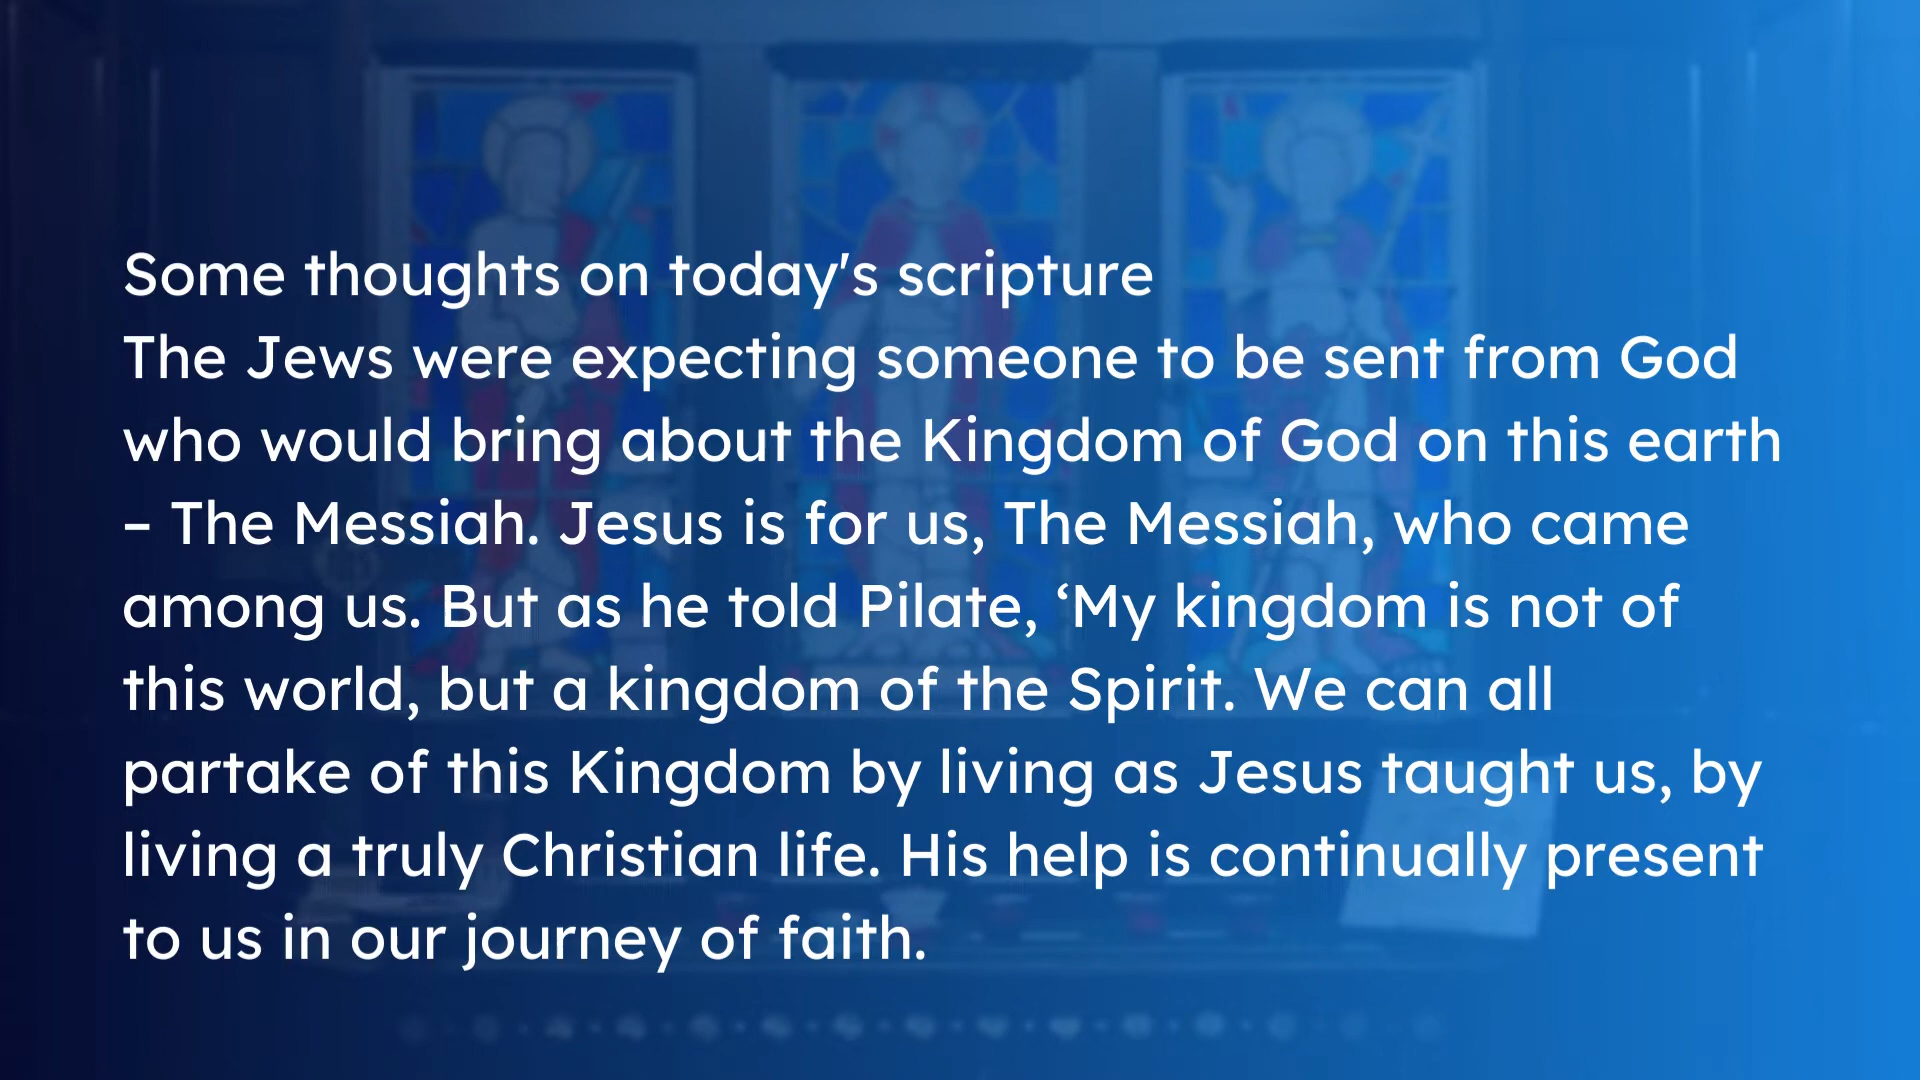 Some thoughts on today's scripture
The Jews were expecting someone to be sent from God
who would bring about the Kingdom of God on this earth
– The Messiah. Jesus is for us, The Messiah, who came
among us. But as he told Pilate, ‘My kingdom is not of
this world, but a kingdom of the Spirit. We can all
partake of this Kingdom by living as Jesus taught us, by
living a truly Christian life. His help is continually present
to us in our journey of faith.